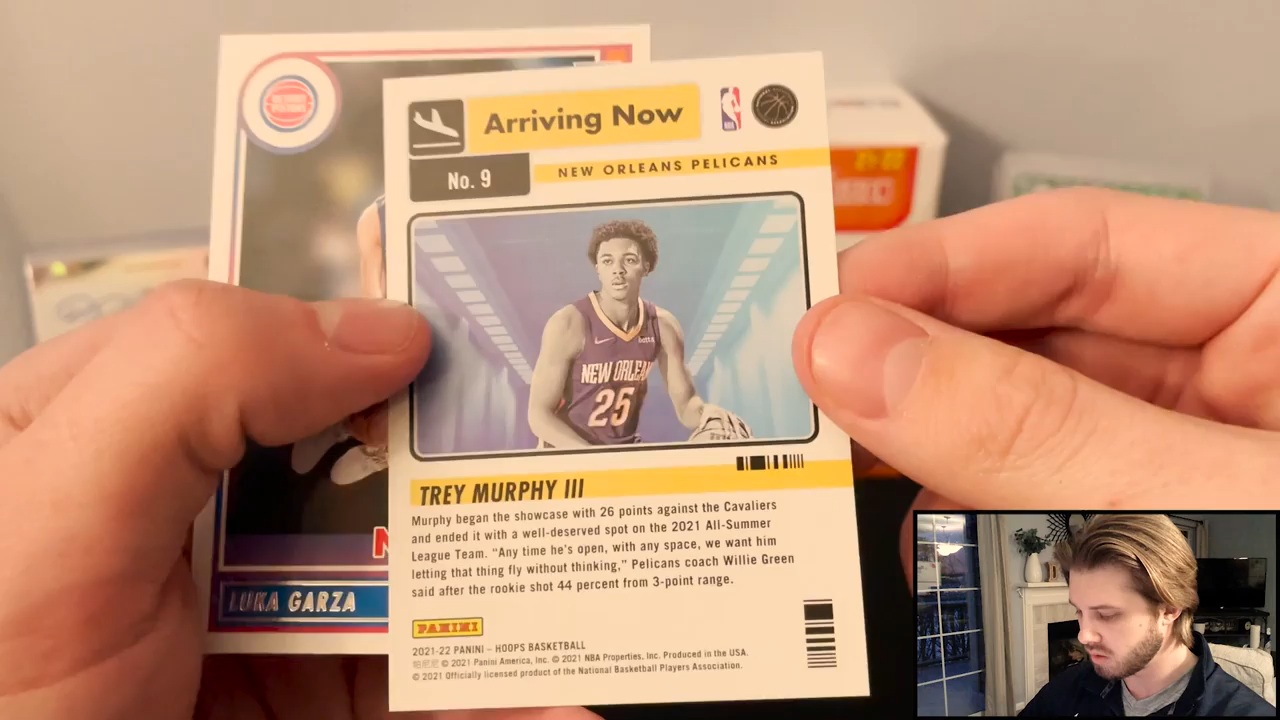 Arriving Now
No. 9
NEW ORLEANS PELICANS
NEW ORLEAN
25
TREY MURPHY III
Murphy began the showcase with 26 points against the Cavaliers
and ended it with a well-deserved spot on the 2021 All-Summer
League Team. "Any time he's open, with any space, we want him
letting that thing fly without thinking," Pelicans coach Willie Green
said after the rookie shot 44 percent from 3-point range.
PANINI
2021-22 PANINI – HOOPS BASKETBALL
© 2021 Panini America, Inc. © 2021 NBA Properties, Inc. Produced in the USA.
© 2021 Officially licensed product of the National Basketball Players Association.
DETROIT
PISTONS
LUKA GARZA